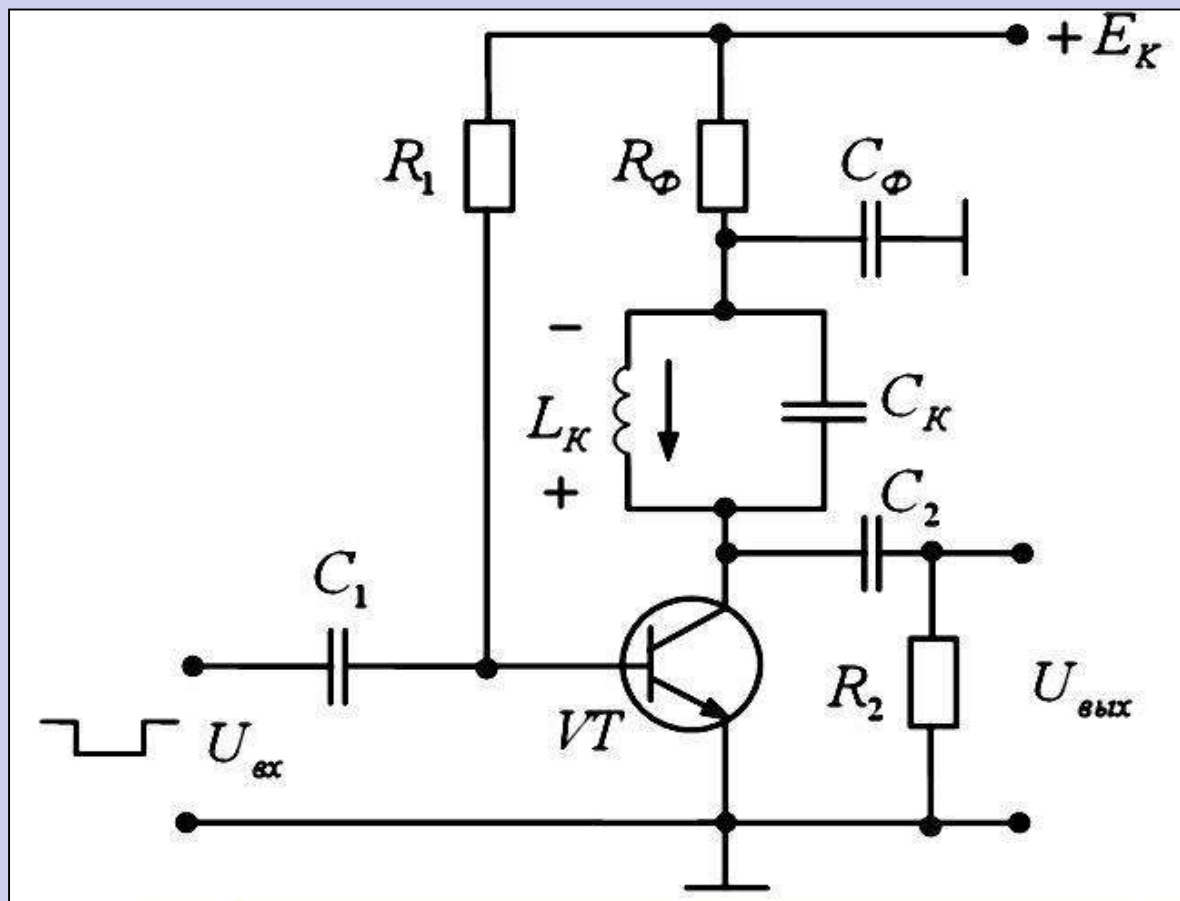 + E_K
R_1
R_Ф
C_Ф
−
L_K
+
C_K
C_2
C_1
VT
R_2
U_вых
U_вх